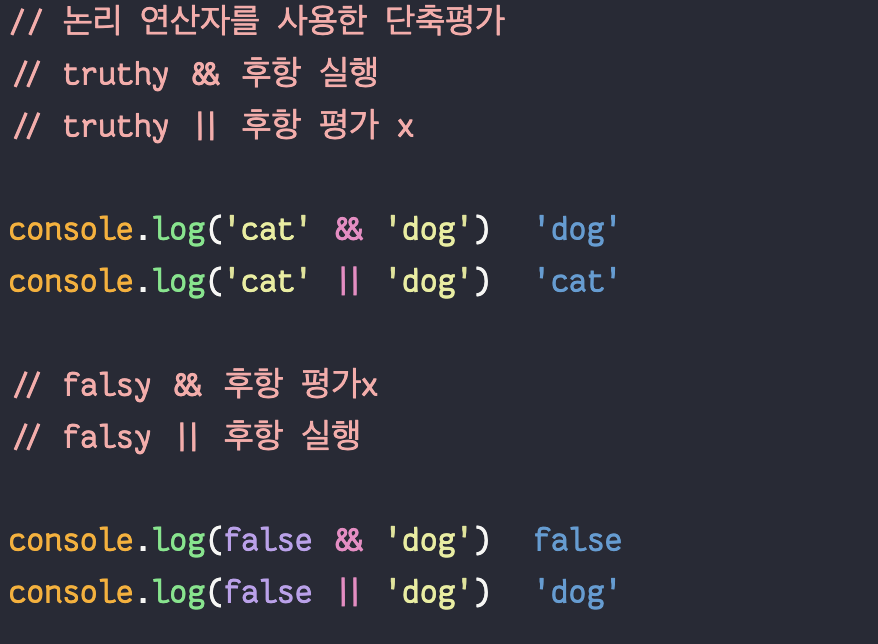 // 논리 연산자를 사용한 단축평가
// truthy && 후항 실행
// truthy || 후항 평가 x
console.log('cat' && 'dog') 'dog'
console.log('cat' || 'dog') 'cat'
// falsy && 후항 평가x
// falsy || 후항 실행
console.log(false && 'dog') false
console.log(false || 'dog') 'dog'